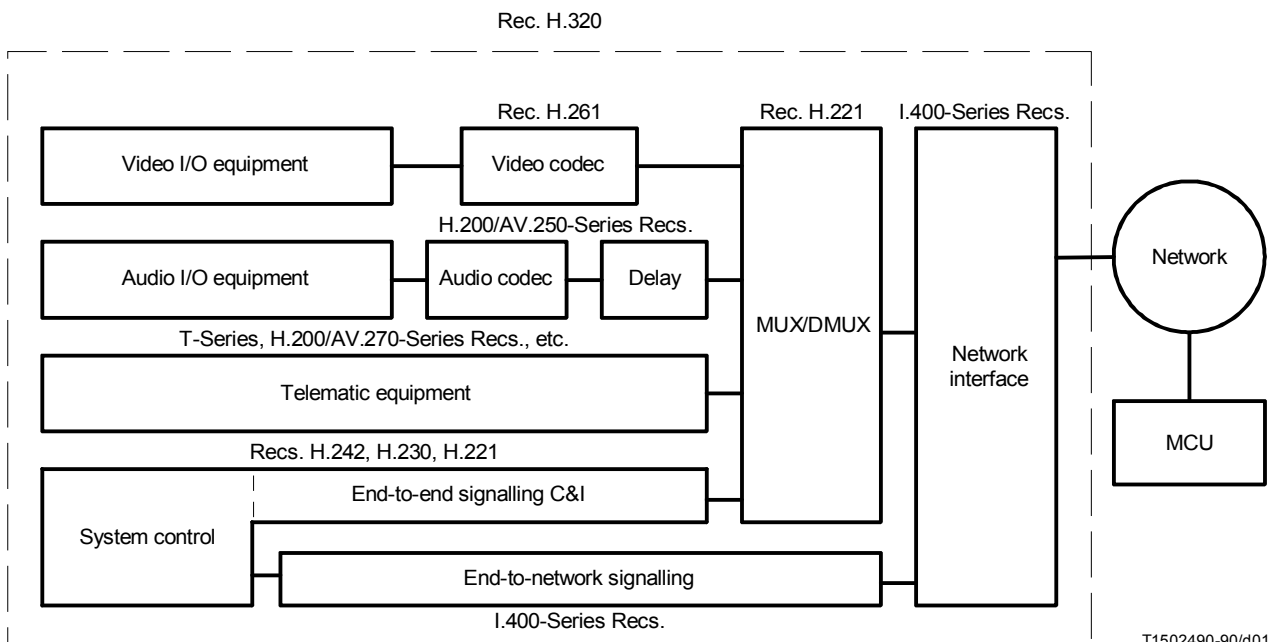 Rec. H.320
Rec. H.261
Rec. H.221
I.400-Series Recs.
Video I/O equipment
Video codec
H.200/AV.250-Series Recs.
Audio I/O equipment
Audio codec
Delay
T-Series, H.200/AV.270-Series Recs., etc.
Telematic equipment
MUX/DMUX
Network
interface
Network
MCU
Recs. H.242, H.230, H.221
End-to-end signalling C&I
System control
End-to-network signalling
I.400-Series Recs.
T1502490-90/d01